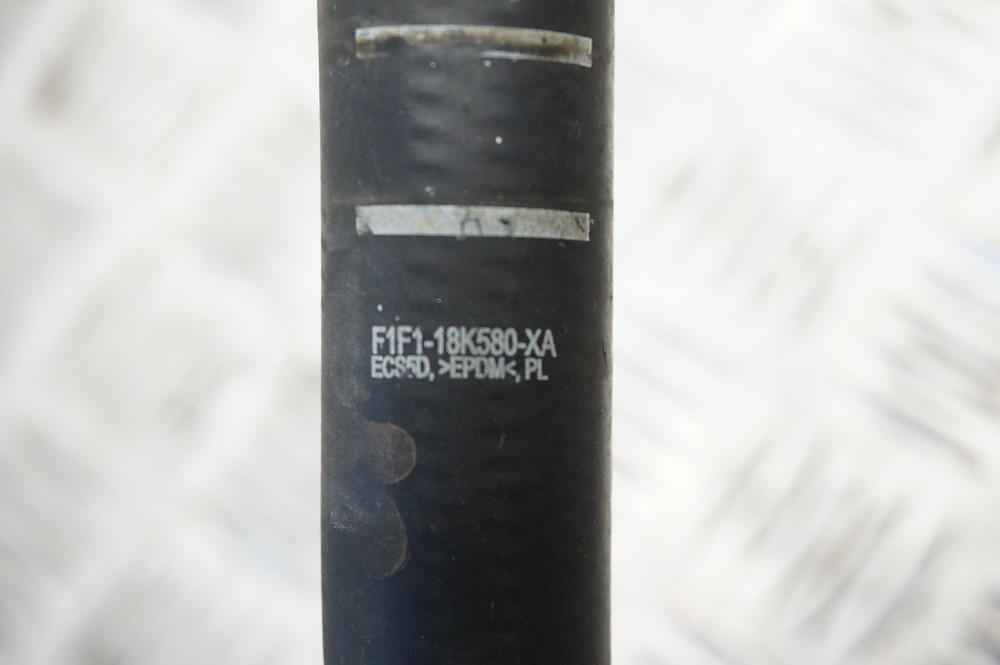 F1F1-18K580-XA
ECS5D, >EPDM<, PL